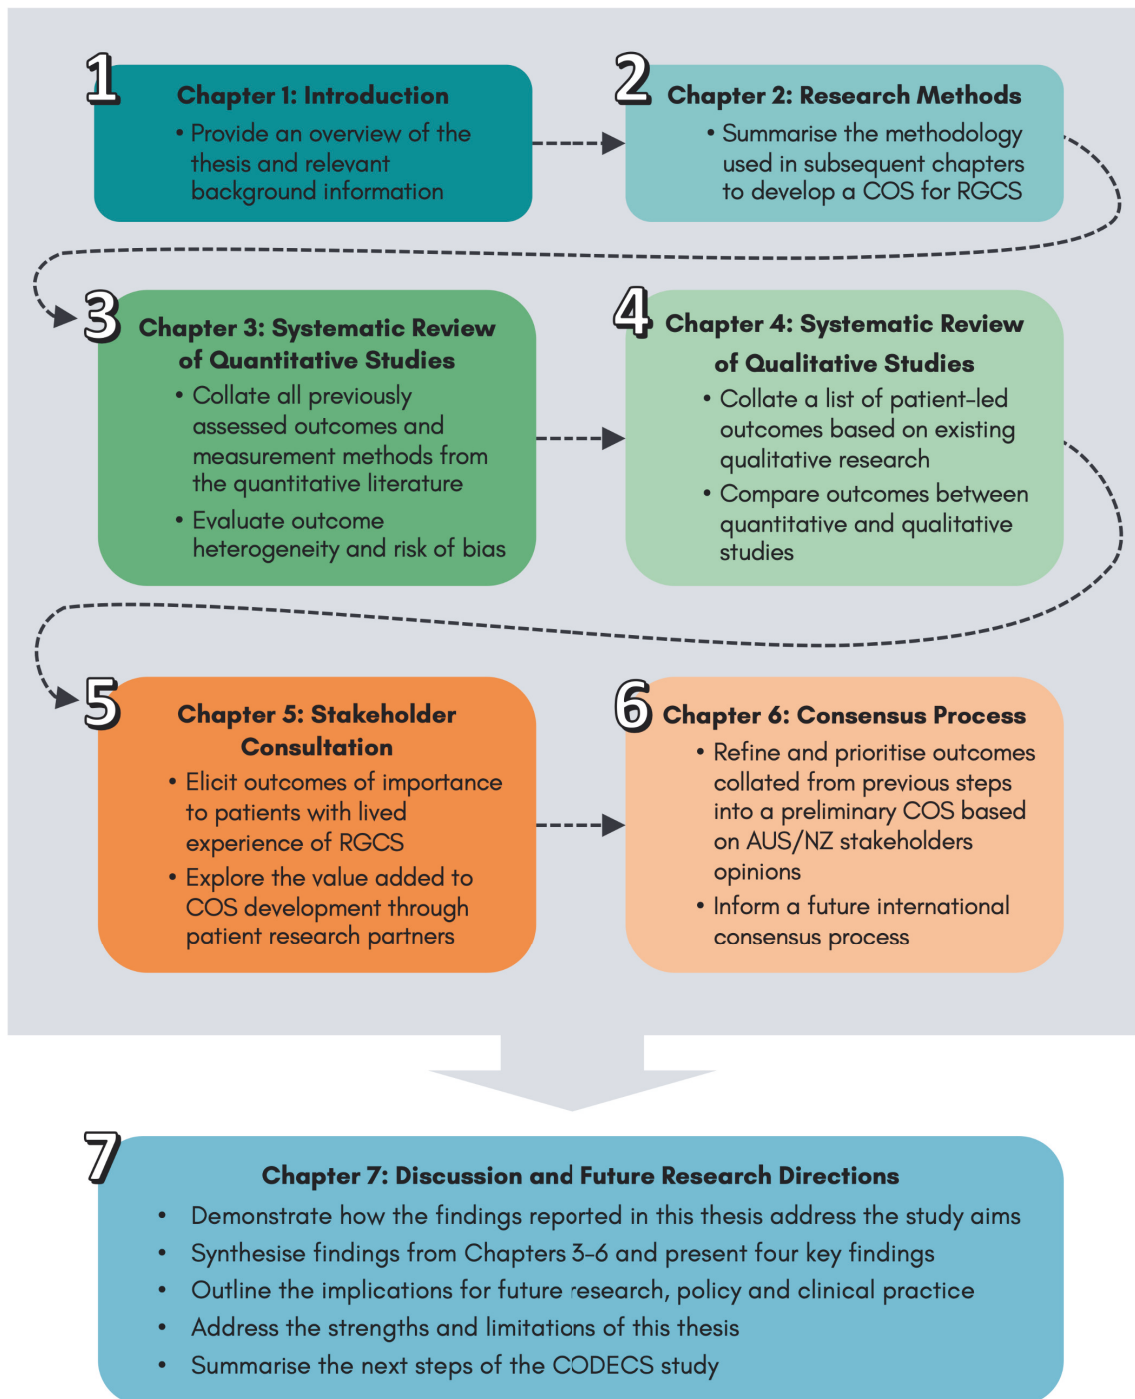 1
Chapter 1: Introduction
• Provide an overview of the
thesis and relevant
background information
2
Chapter 2: Research Methods
• Summarise the methodology
used in subsequent chapters
to develop a COS for RGCS
3
Chapter 3: Systematic Review
of Quantitative Studies
• Collate all previously
assessed outcomes and
measurement methods from
the quantitative literature
• Evaluate outcome
heterogeneity and risk of bias
4
Chapter 4: Systematic Review
of Qualitative Studies
• Collate a list of patient-led
outcomes based on existing
qualitative research
• Compare outcomes between
quantitative and qualitative
studies
5
Chapter 5: Stakeholder
Consultation
• Elicit outcomes of importance
to patients with lived
experience of RGCS
• Explore the value added to
COS development through
patient research partners
6
Chapter 6: Consensus Process
• Refine and prioritise outcomes
collated from previous steps
into a preliminary COS based
on AUS/NZ stakeholders
opinions
• Inform a future international
consensus process
7
Chapter 7: Discussion and Future Research Directions
• Demonstrate how the findings reported in this thesis address the study aims
• Synthesise findings from Chapters 3-6 and present four key findings
• Outline the implications for future research, policy and clinical practice
• Address the strengths and limitations of this thesis
• Summarise the next steps of the CODECS study